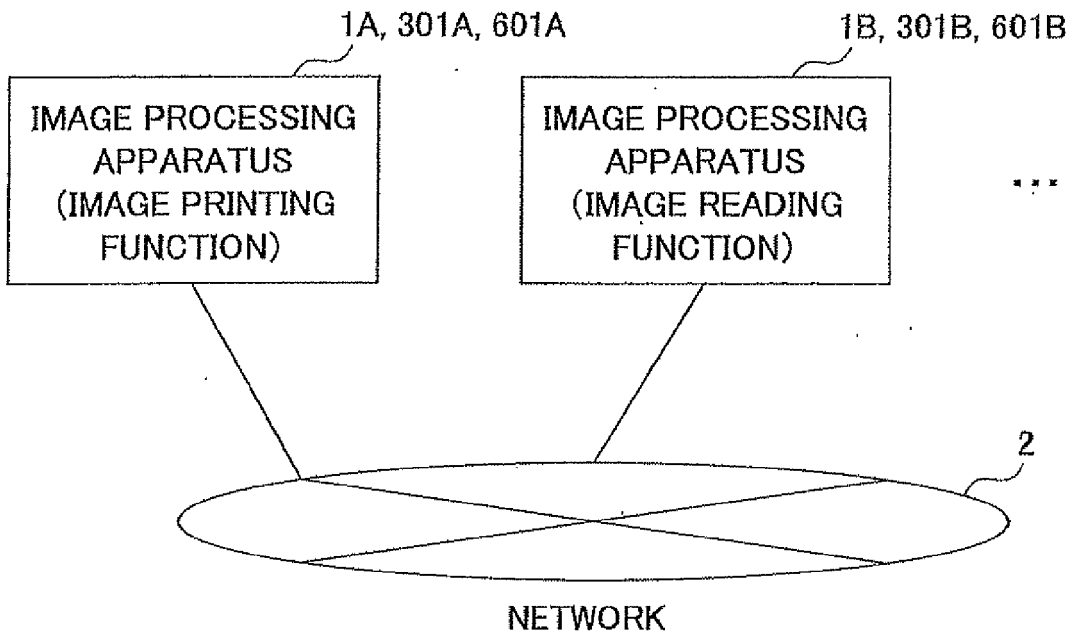 1A, 301A, 601A
1B, 301B, 601B
IMAGE PROCESSING
APPARATUS
(IMAGE PRINTING
FUNCTION)
IMAGE PROCESSING
APPARATUS
(IMAGE READING
FUNCTION)
...
2
NETWORK